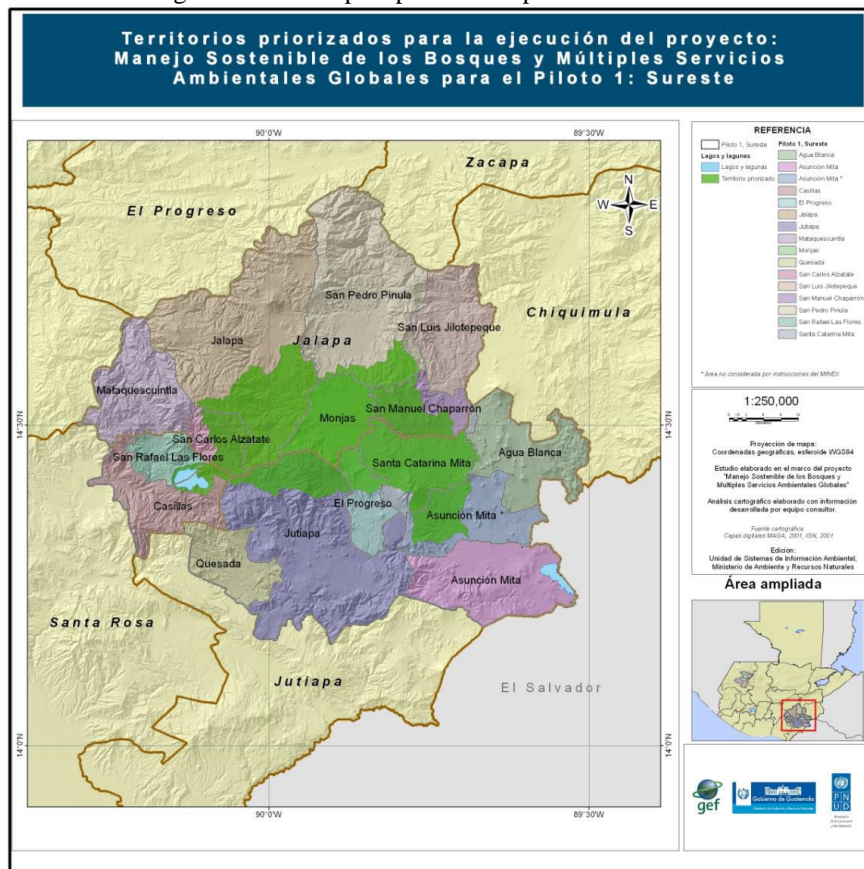 Territorios priorizados para la ejecución del proyecto:
Manejo Sostenible de los Bosques y Múltiples Servicios
Ambientales Globales para el Piloto 1: Sureste
90°0'W
89°30'W
Zacapa
El Progreso
N
W
E
S
San Pedro Pinula
Chiquimula
San Luis Jilotepeque
Jalapa
Jalapa
Mataquescuintla
14°30'N
14°30'N
Monjas
San Manuel Chaparrón
San Carlos Alzatate
San Rafael Las Flores
Santa Catarina Mita
Agua Blanca
Casillas
El Progreso
Asunción Mita *
Jutiapa
Quesada
Asunción Mita
Santa Rosa
Jutiapa
El Salvador
14°0'N
14°0'N
90°0'W
89°30'W
REFERENCIA
Piloto 1, Sureste
Lagos y lagunas
Lagos y lagunas
Territorio priorizado
Piloto 1, Sureste
Agua Blanca
Asunción Mita
Asunción Mita *
Casillas
El Progreso
Jalapa
Jutiapa
Mataquescuintla
Monjas
Quesada
San Carlos Alzatate
San Luis Jilotepeque
San Manuel Chaparrón
San Pedro Pinula
San Rafael Las Flores
Santa Catarina Mita
* Área no considerada por instrucciones del MINEX
1:250,000
Proyección de mapa:
Coordenadas geográficas, esferoide WGS84
Estudio elaborado en el marco del proyecto
"Manejo Sostenible de los Bosques y
Múltiples Servicios Ambientales Globales"
Análisis cartográfico elaborado con información
desarrollada por equipo consultor.
Fuente cartográfica:
Capas digitales MAGA, 2001, IGN, 2001
Edición:
Unidad de Sistemas de Información Ambiental,
Ministerio de Ambiente y Recursos Naturales
Área ampliada
gef
Gobierno de Guatemala
Ministerio de Ambiente y Recursos Naturales
PN
UD